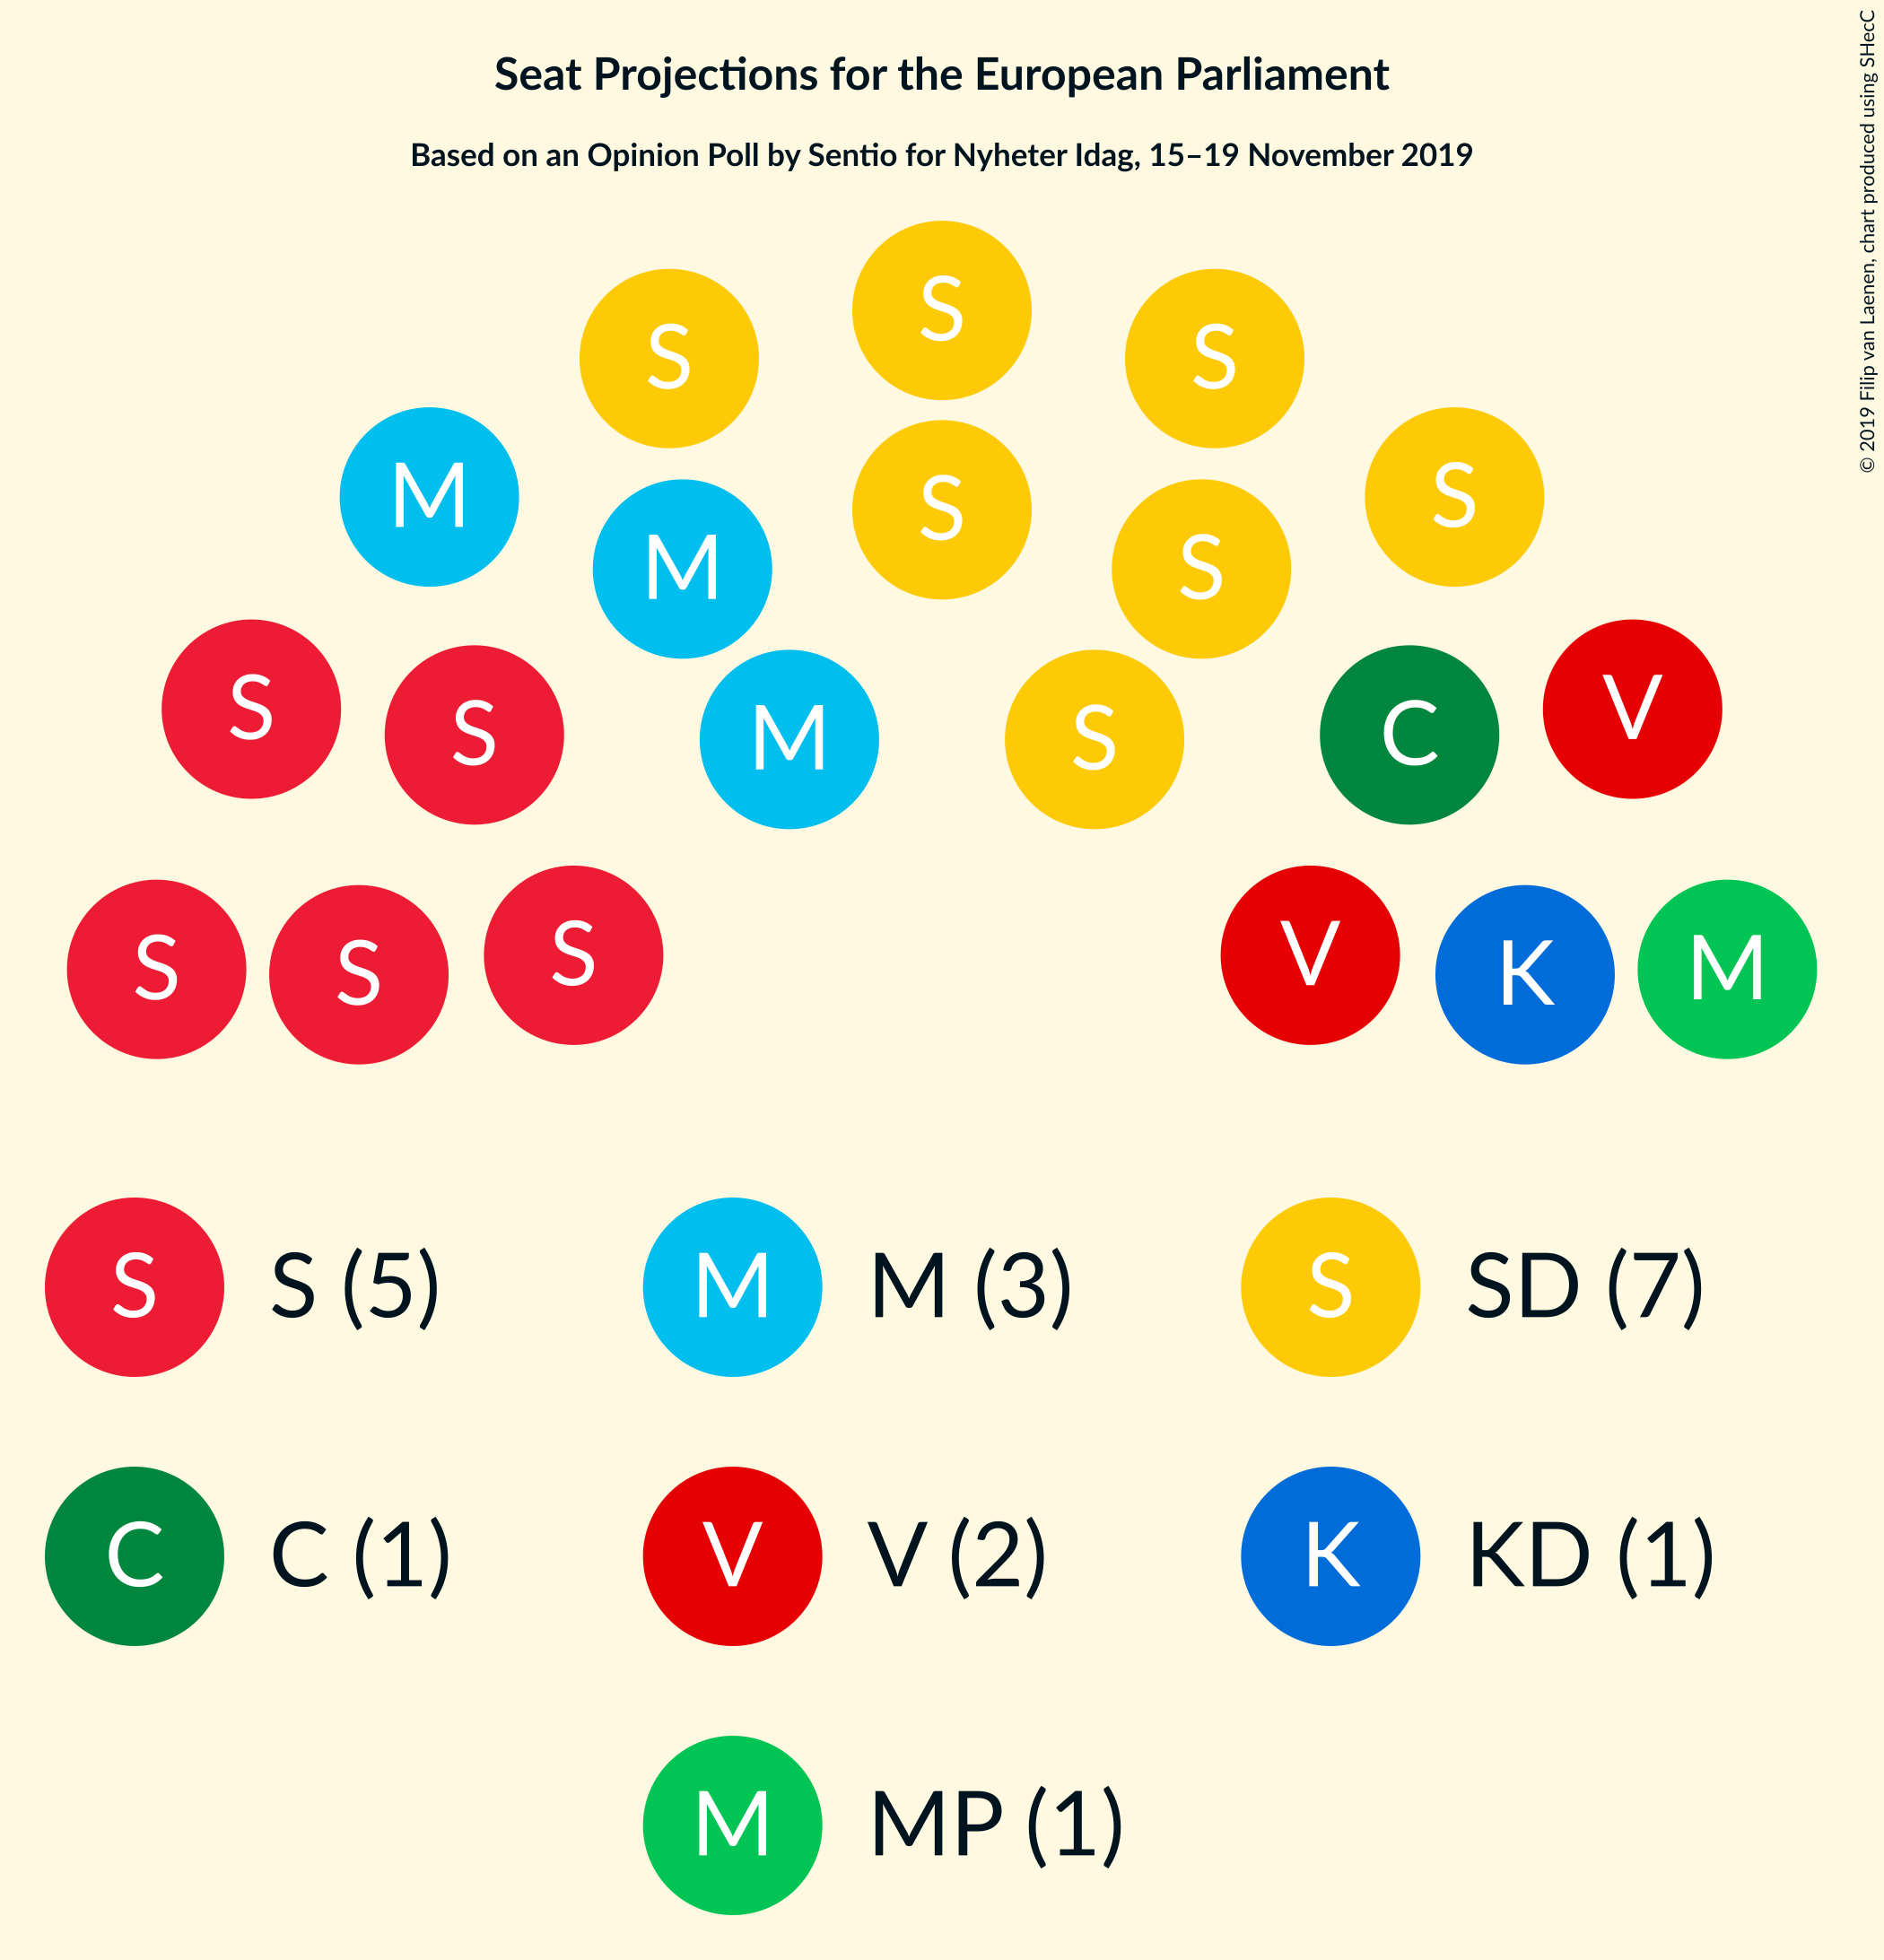 Seat Projections for the European Parliament
Based on an Opinion Poll by Sentio for Nyheter Idag, 15–19 November 2019
© 2019 Filip van Laenen, chart produced using SHecC
S
S S
M S S
M S
M S
S S M S C V
S S S V K M
S S (5) M M (3) S SD (7)
C C (1) V V (2) K KD (1)
M MP (1)